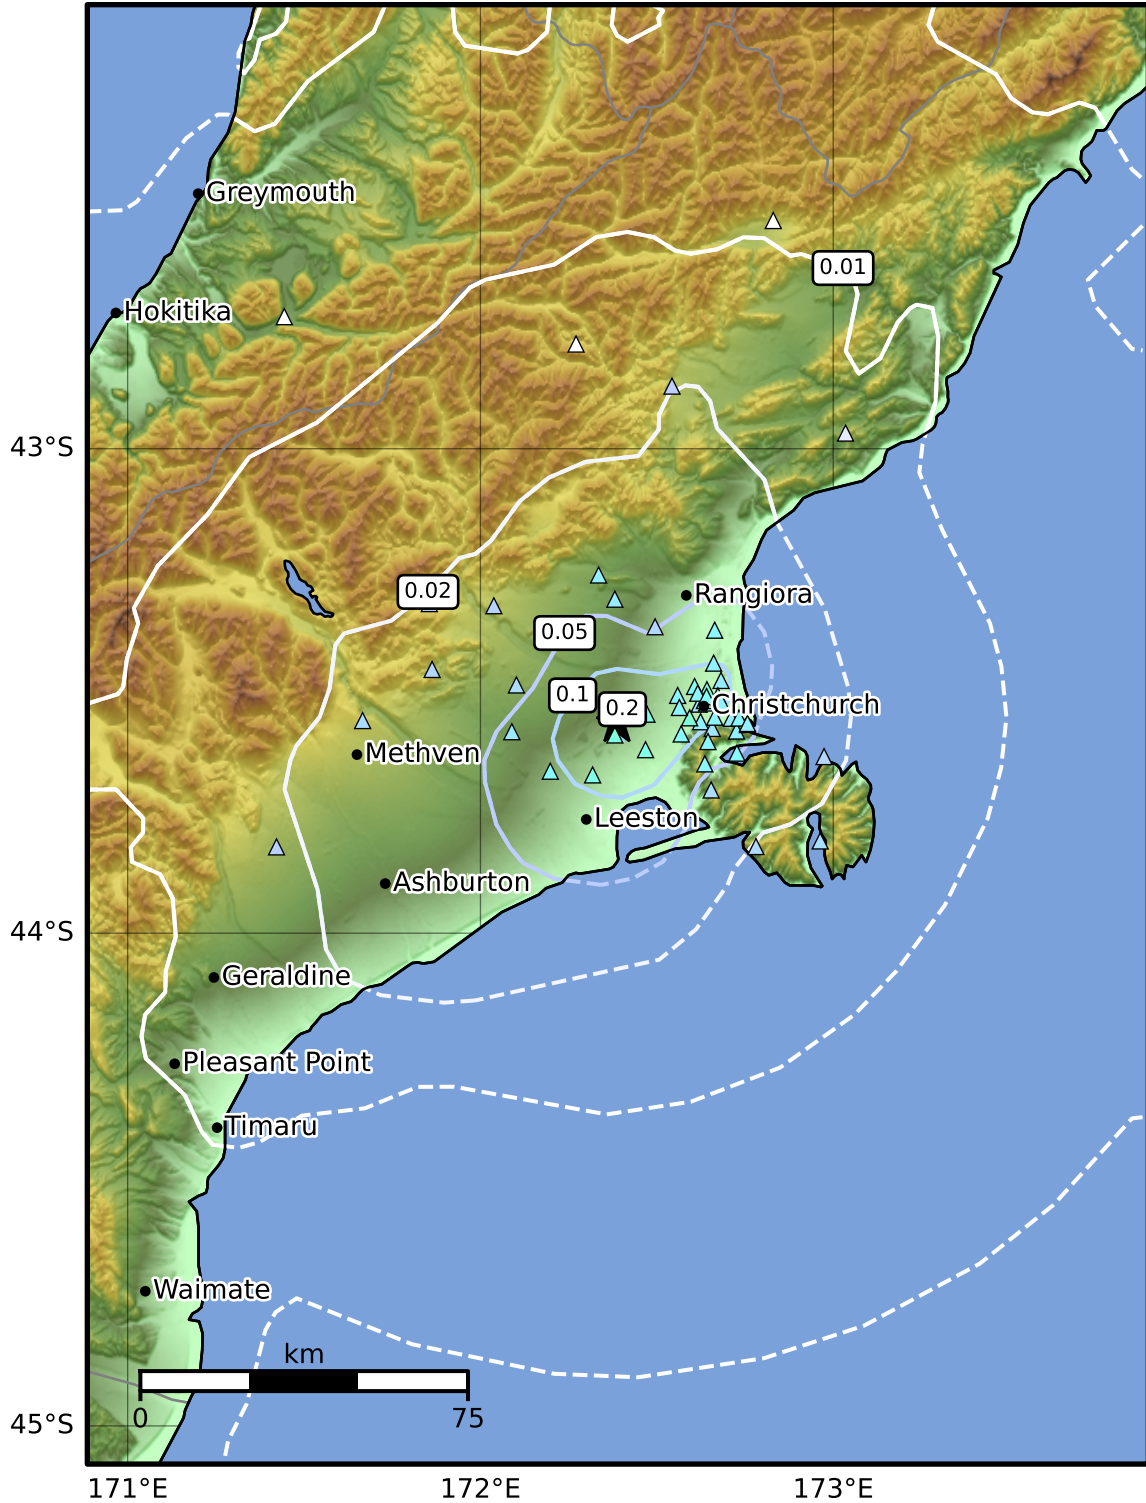 Greymouth
0.01
Hokitika
43°S
0.02
Rangiora
0.05
0.1
0.2
Christchurch
Methven
Leeston
Ashburton
44°S
Geraldine
Pleasant Point
Timaru
Waimate
km
0
75
45°S
171°E
172°E
173°E